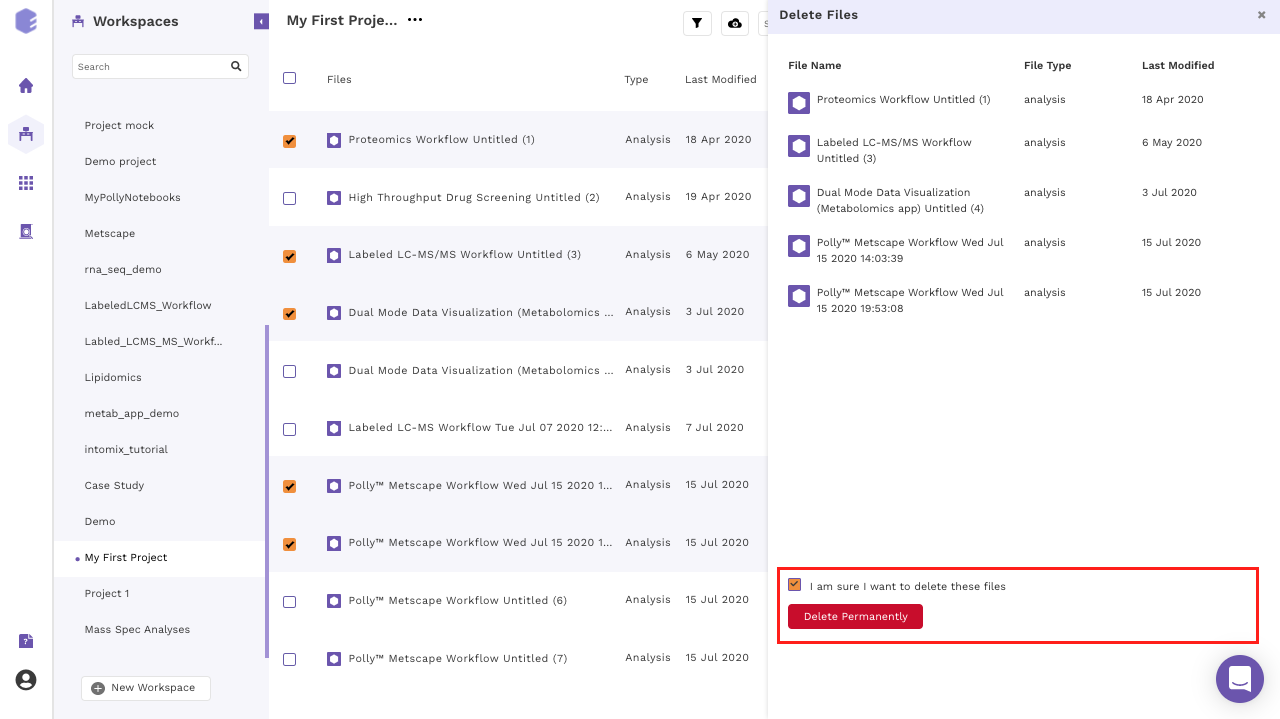 Workspaces
Search
Project mock
Demo project
MyPollyNotebooks
Metscape
rna_seq_demo
LabeledLCMS_Workflow
Labled_LCMS_MS_Workf...
Lipidomics
metab_app_demo
intomix_tutorial
Case Study
Demo
My First Project
Project 1
Mass Spec Analyses
New Workspace
My First Proje...
Files Type Last Modified
Proteomics Workflow Untitled (1) Analysis 18 Apr 2020
High Throughput Drug Screening Untitled (2) Analysis 19 Apr 2020
Labeled LC-MS/MS Workflow Untitled (3) Analysis 6 May 2020
Dual Mode Data Visualization (Metabolomics ... Analysis 3 Jul 2020
Dual Mode Data Visualization (Metabolomics ... Analysis 3 Jul 2020
Labeled LC-MS Workflow Tue Jul 07 2020 12:... Analysis 7 Jul 2020
Polly™ Metscape Workflow Wed Jul 15 2020 1... Analysis 15 Jul 2020
Polly™ Metscape Workflow Wed Jul 15 2020 1... Analysis 15 Jul 2020
Polly™ Metscape Workflow Untitled (6) Analysis 15 Jul 2020
Polly™ Metscape Workflow Untitled (7) Analysis 15 Jul 2020
Delete Files
File Name File Type Last Modified
Proteomics Workflow Untitled (1) analysis 18 Apr 2020
Labeled LC-MS/MS Workflow analysis 6 May 2020
Untitled (3)
Dual Mode Data Visualization analysis 3 Jul 2020
(Metabolomics app) Untitled (4)
Polly™ Metscape Workflow Wed Jul analysis 15 Jul 2020
15 2020 14:03:39
Polly™ Metscape Workflow Wed Jul analysis 15 Jul 2020
15 2020 19:53:08
I am sure I want to delete these files
Delete Permanently